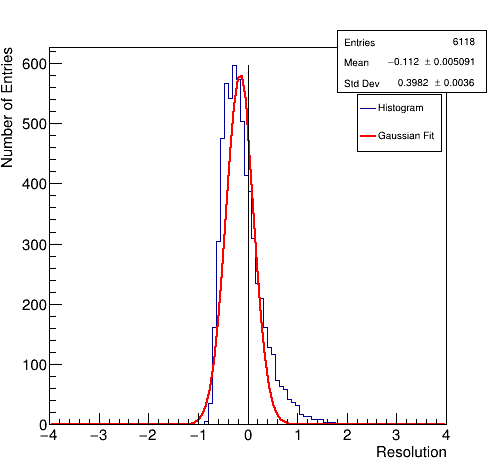 Entries 6118
Mean −0.112 ± 0.005091
Std Dev 0.3982 ± 0.0036
Histogram
Gaussian Fit
Number of Entries
600
500
400
300
200
100
0
−4 −3 −2 −1 0 1 2 3 4
Resolution